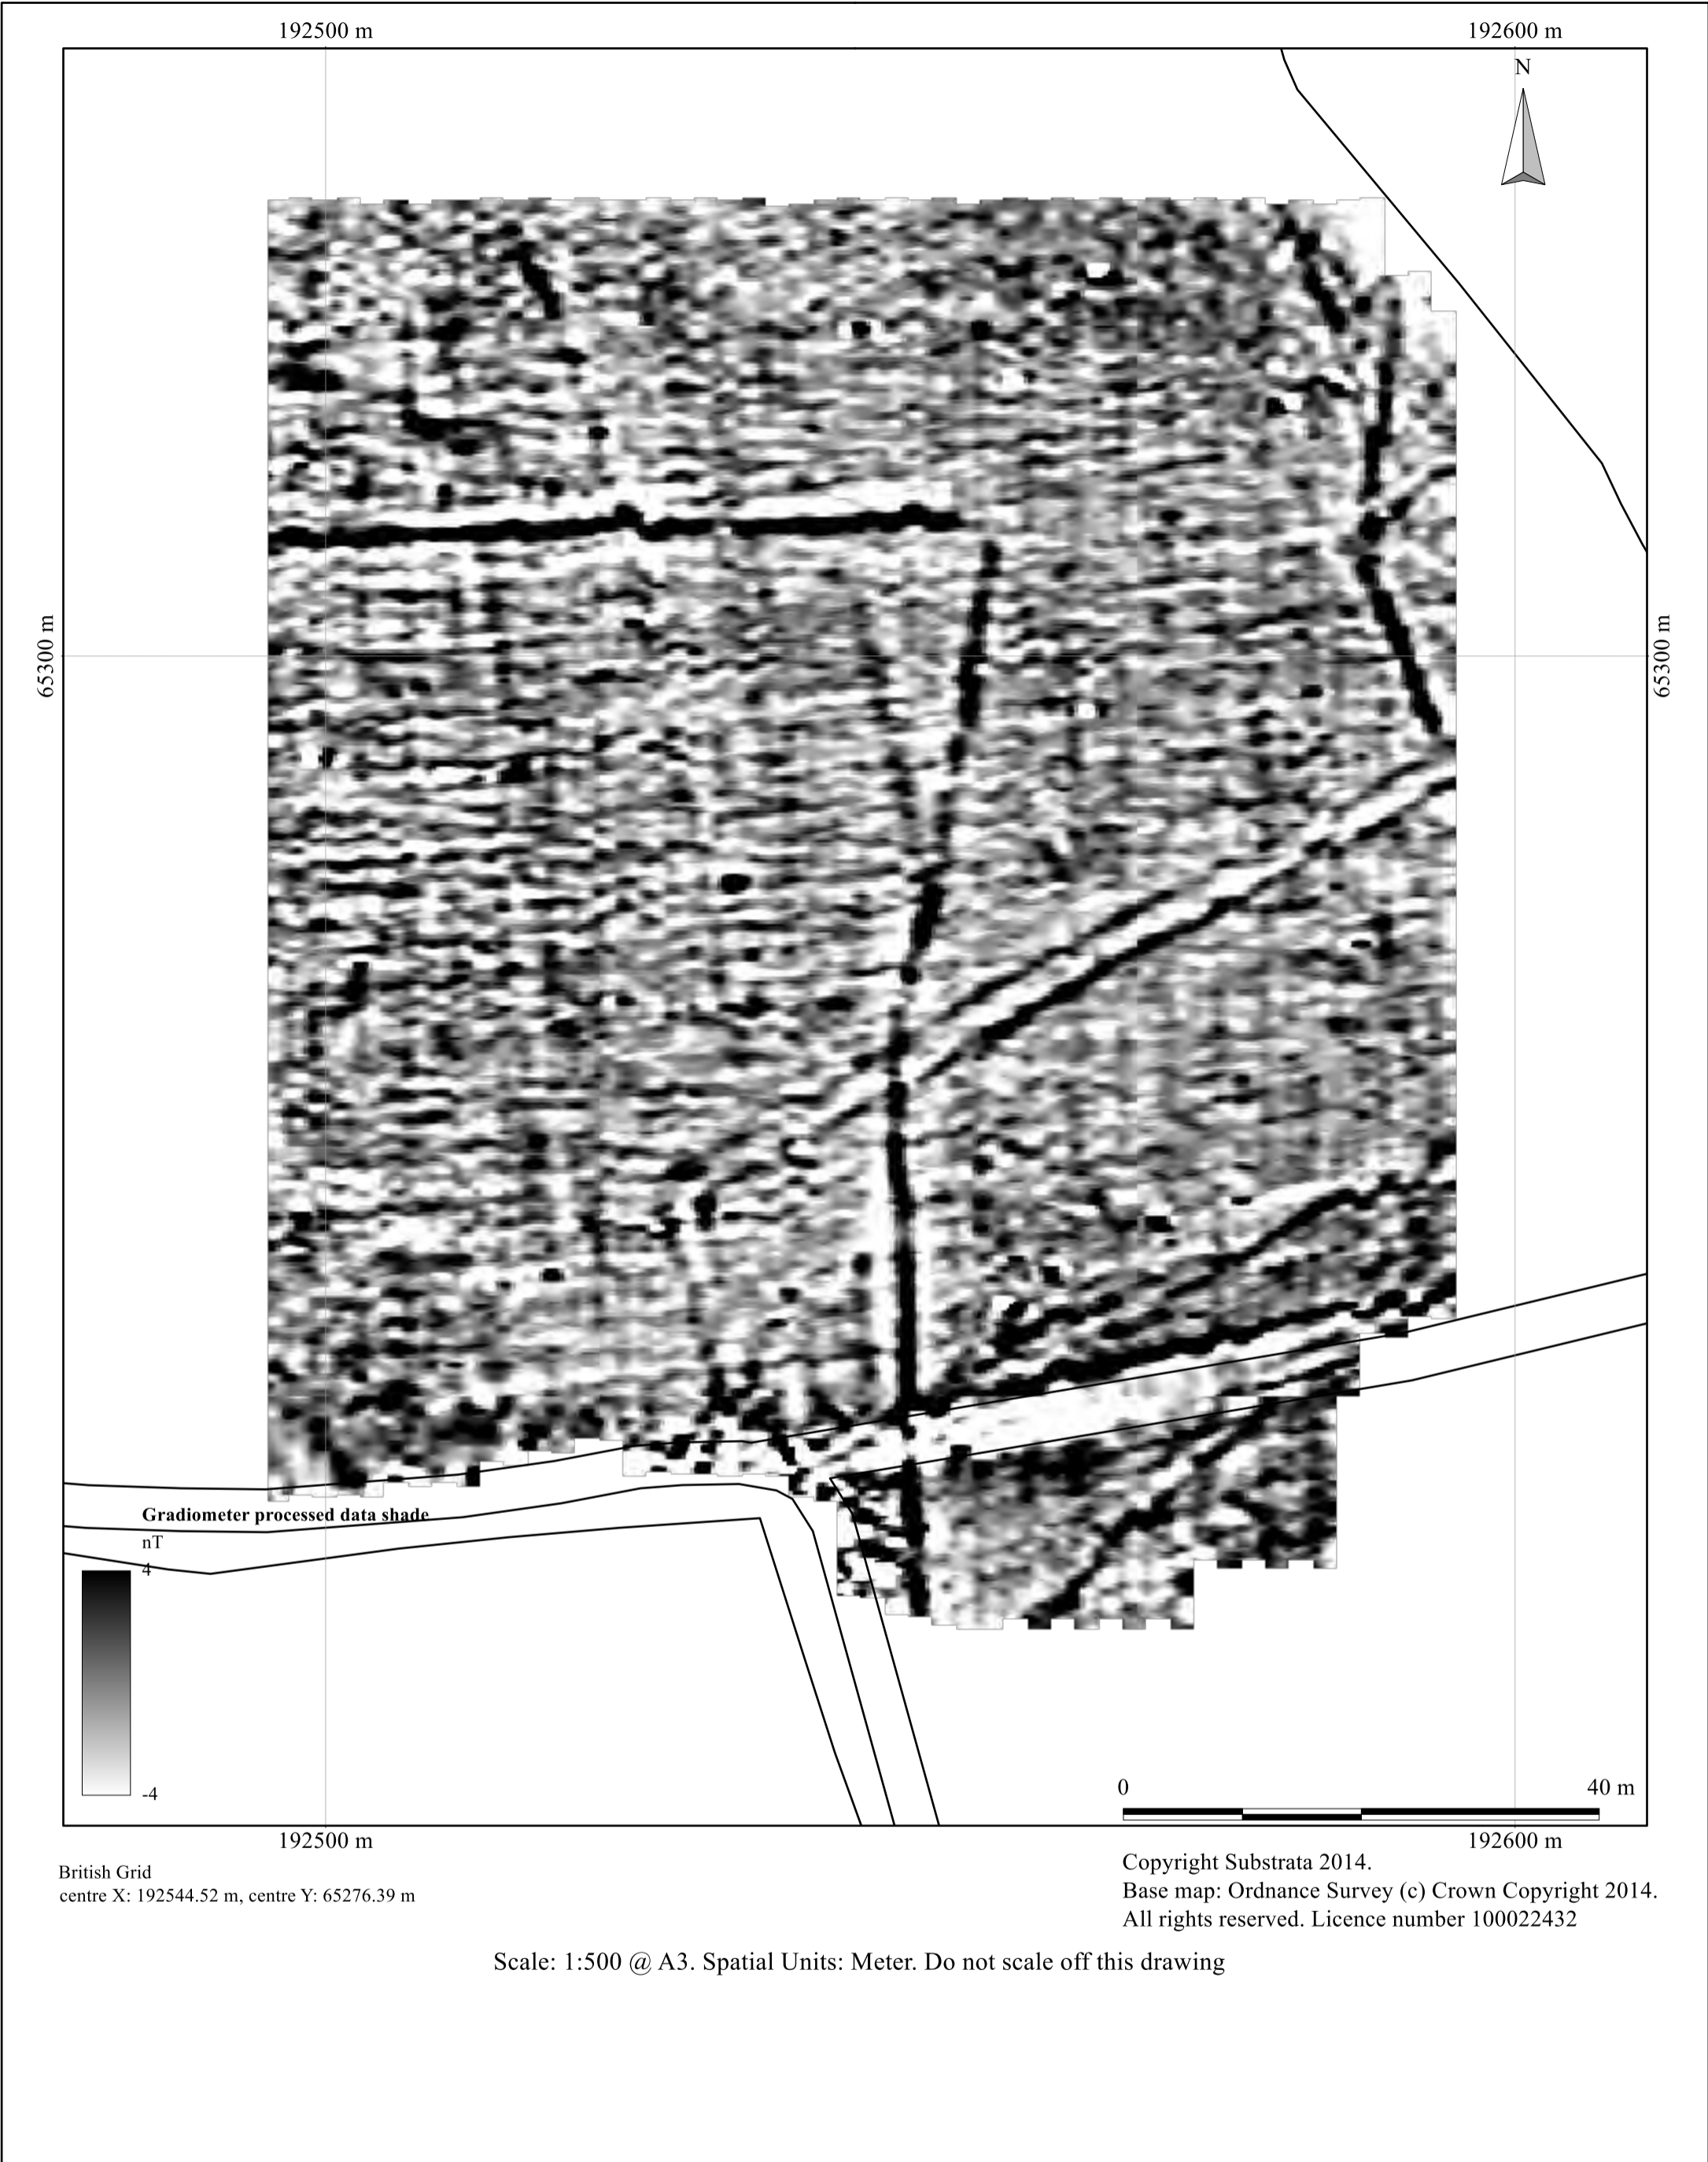 192500 m
192600 m
N
65300 m
65300 m
Gradiometer processed data shade
nT
4
-4
0
40 m
192500 m
192600 m
British Grid
centre X: 192544.52 m, centre Y: 65276.39 m
Copyright Substrata 2014.
Base map: Ordnance Survey (c) Crown Copyright 2014.
All rights reserved. Licence number 100022432
Scale: 1:500 @ A3. Spatial Units: Meter. Do not scale off this drawing